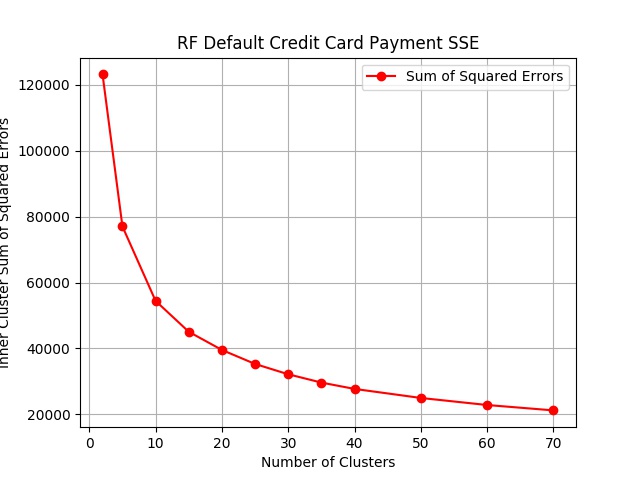 RF Default Credit Card Payment SSE
Sum of Squared Errors
120000
100000
80000
60000
40000
20000
Inner Cluster Sum of Squared Errors
0 10 20 30 40 50 60 70
Number of Clusters